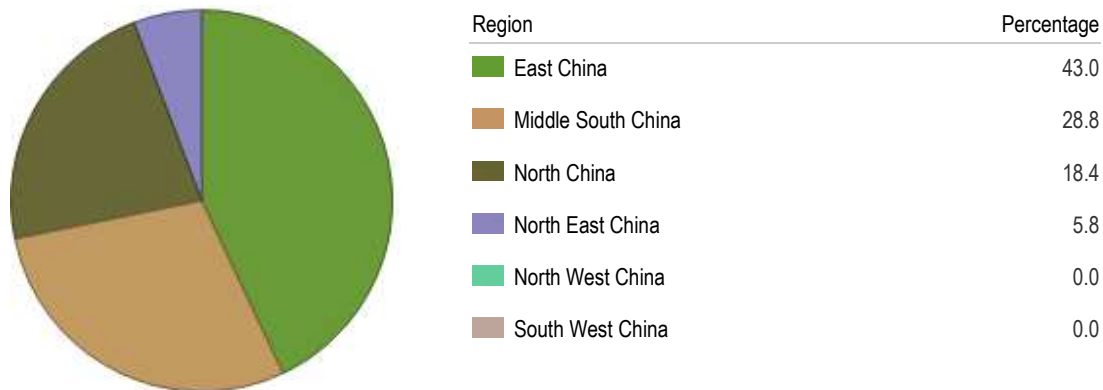 Region Percentage
East China 43.0
Middle South China 28.8
North China 18.4
North East China 5.8
North West China 0.0
South West China 0.0